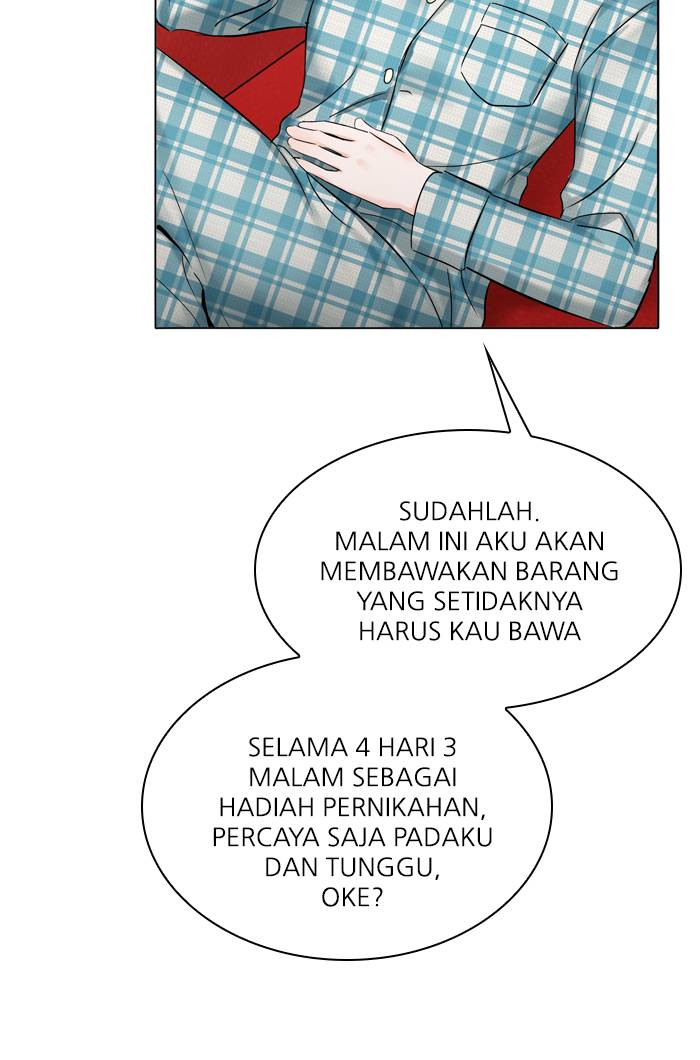 SUDAHLAH.
MALAM INI AKU AKAN
MEMBAWAKAN BARANG
YANG SETIDAKNYA
HARUS KAU BAWA
SELAMA 4 HARI 3
MALAM SEBAGAI
HADIAH PERNIKAHAN,
PERCAYA SAJA PADAKU
DAN TUNGGU,
OKE?